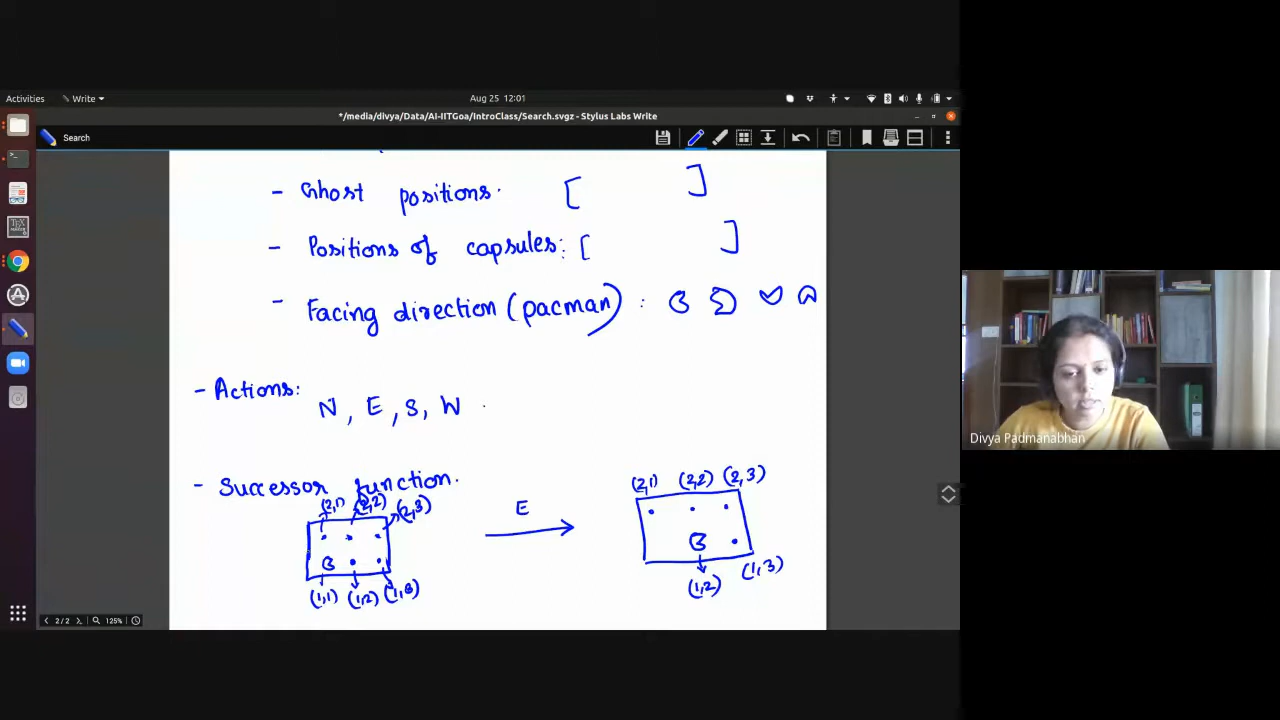 Activities
Write
Aug 25 12:01
*/media/divya/Data/AI-IITGoa/IntroClass/Search.svgz - Stylus Labs Write
Search
- Ghost positions. [ ]
- Positions of capsules: [ ]
- Facing direction (pacman) :
- Actions:
N, E, S, W
- Successor function.
(2,1) (2,2) (2,3)
E
(2,1) (2,2) (2,3)
(1,1) (1,2) (1,3)
(1,2) (1,3)
2/2 125%
Divya Padmanabhan